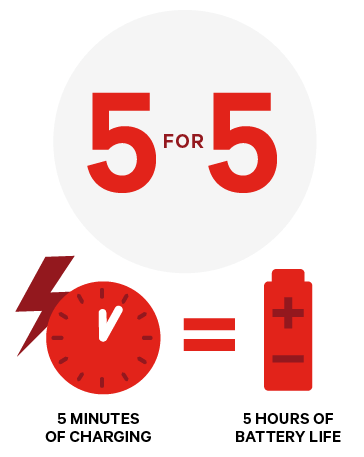 5 FOR 5
5 MINUTES
OF CHARGING
5 HOURS OF
BATTERY LIFE